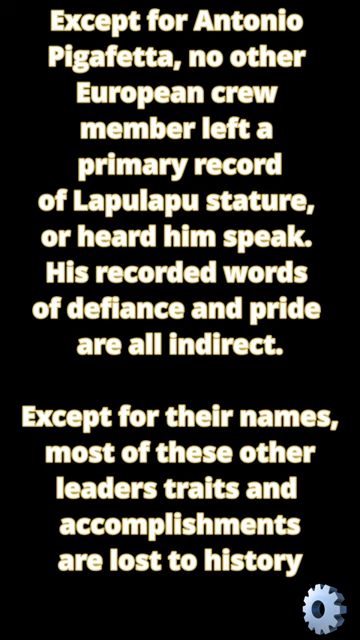 Except for Antonio
Pigafetta, no other
European crew
member left a
primary record
of Lapulapu stature,
or heard him speak.
His recorded words
of defiance and pride
are all indirect.
Except for their names,
most of these other
leaders traits and
accomplishments
are lost to history